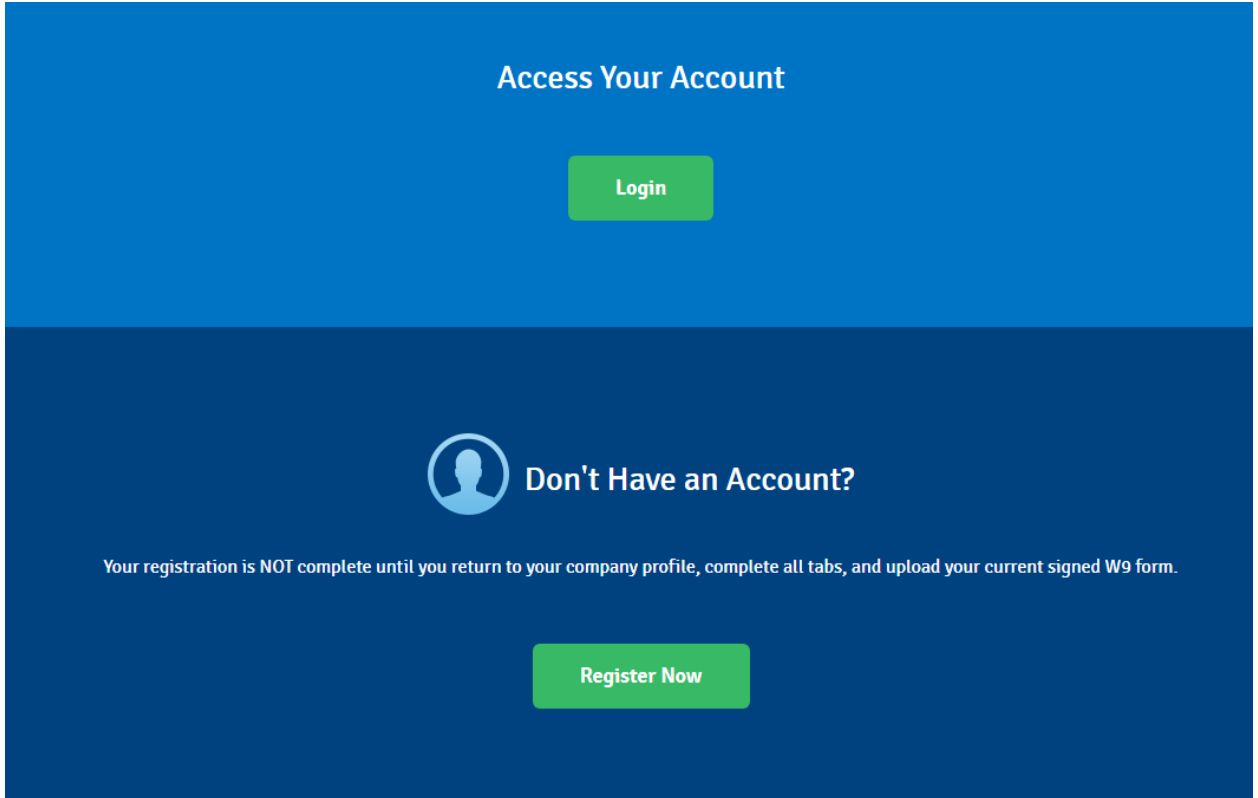 Access Your Account
Login
Don't Have an Account?
Your registration is NOT complete until you return to your company profile, complete all tabs, and upload your current signed W9 form.
Register Now